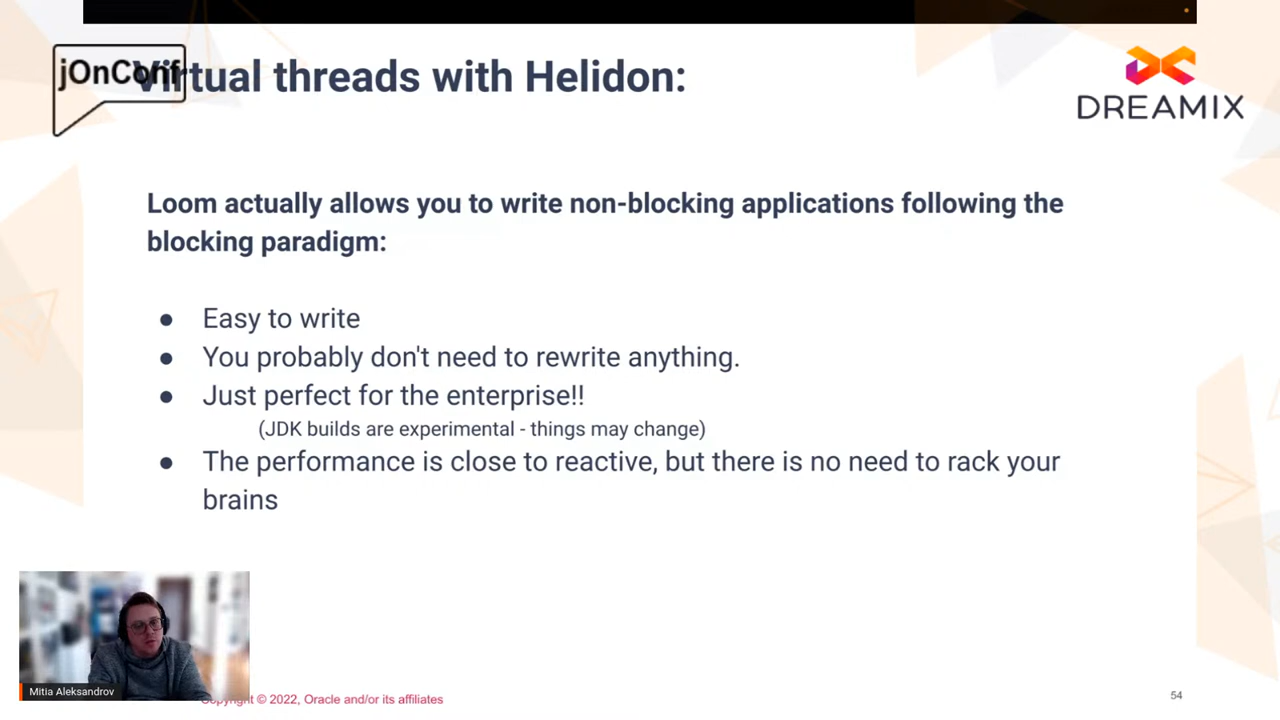 jOnConf
Virtual threads with Helidon:
DREAMIX
Loom actually allows you to write non-blocking applications following the
blocking paradigm:
● Easy to write
● You probably don't need to rewrite anything.
● Just perfect for the enterprise!!
(JDK builds are experimental - things may change)
● The performance is close to reactive, but there is no need to rack your
brains
Mitia Aleksandrov
Copyright © 2022, Oracle and/or its affiliates
54